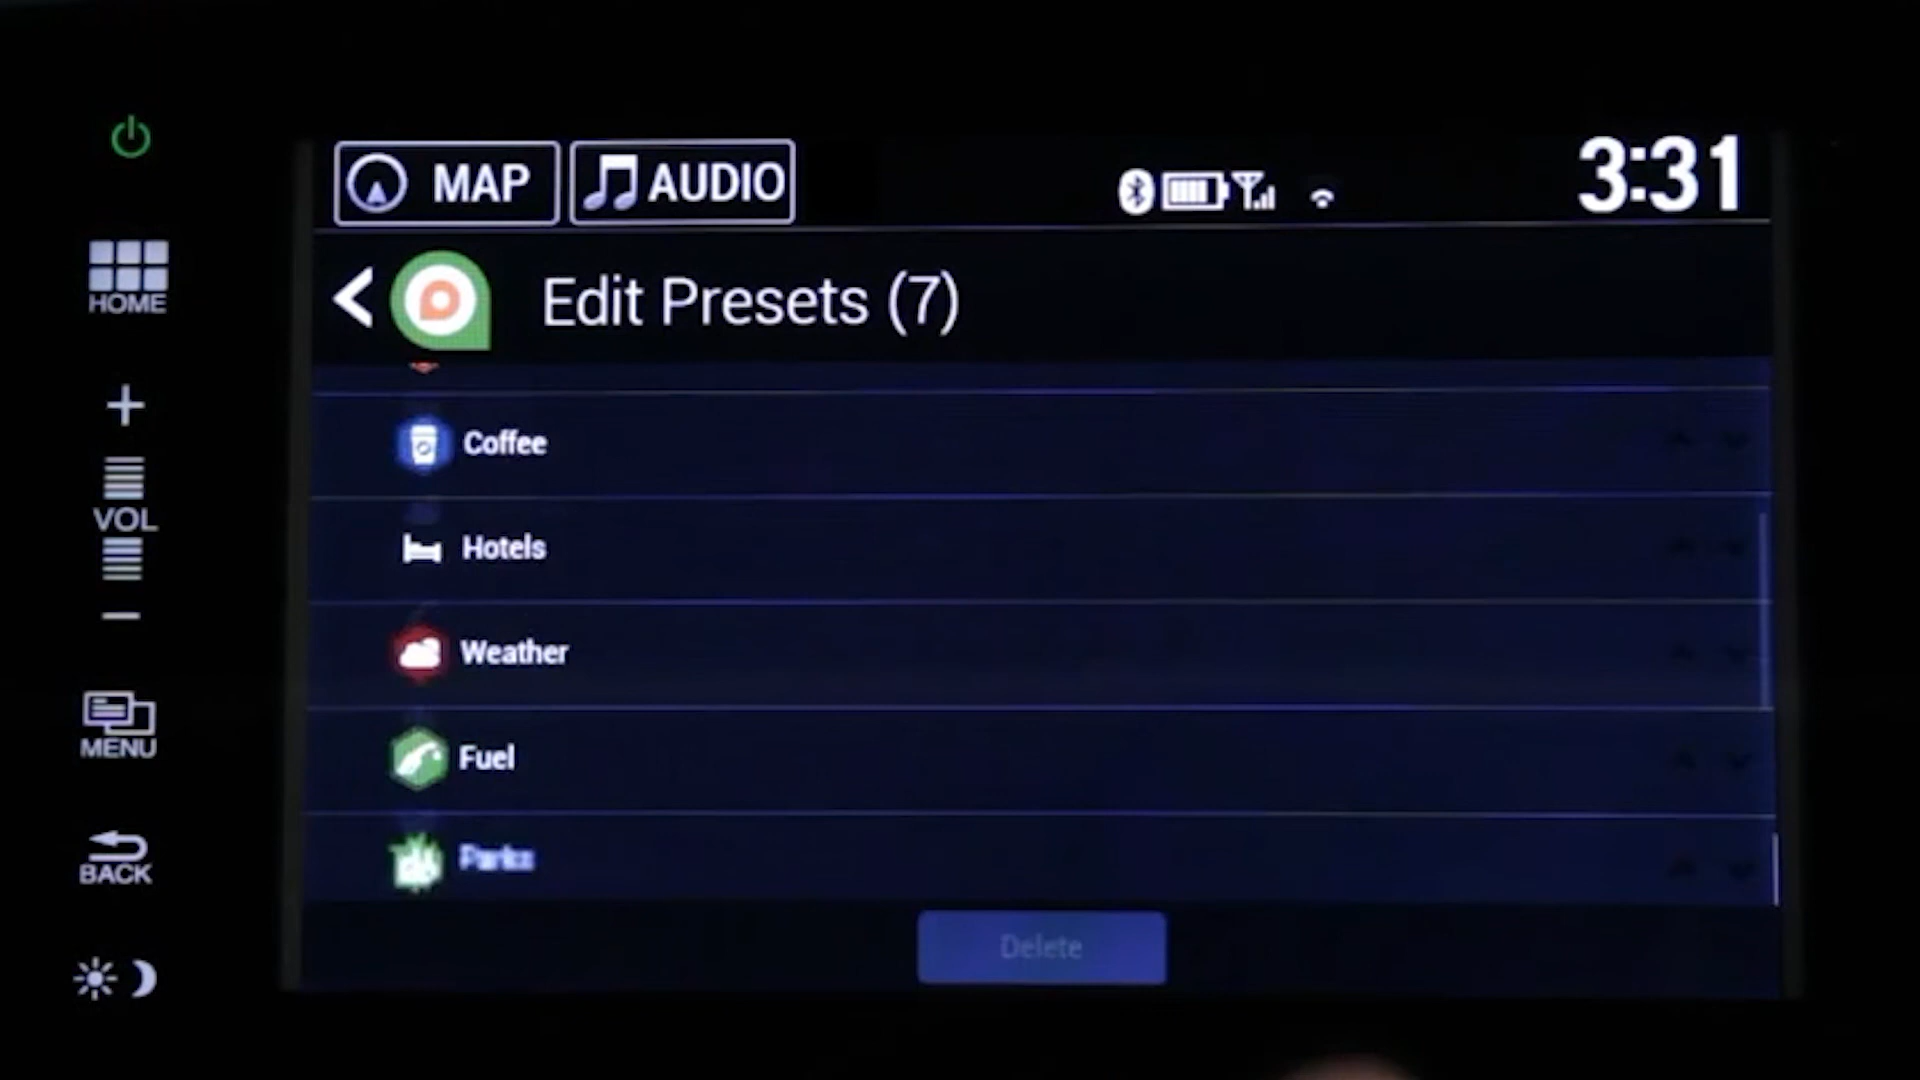 MAP
AUDIO
3:31
HOME
Edit Presets (7)
Coffee
VOL
Hotels
Weather
MENU
Fuel
BACK
Parks
Delete